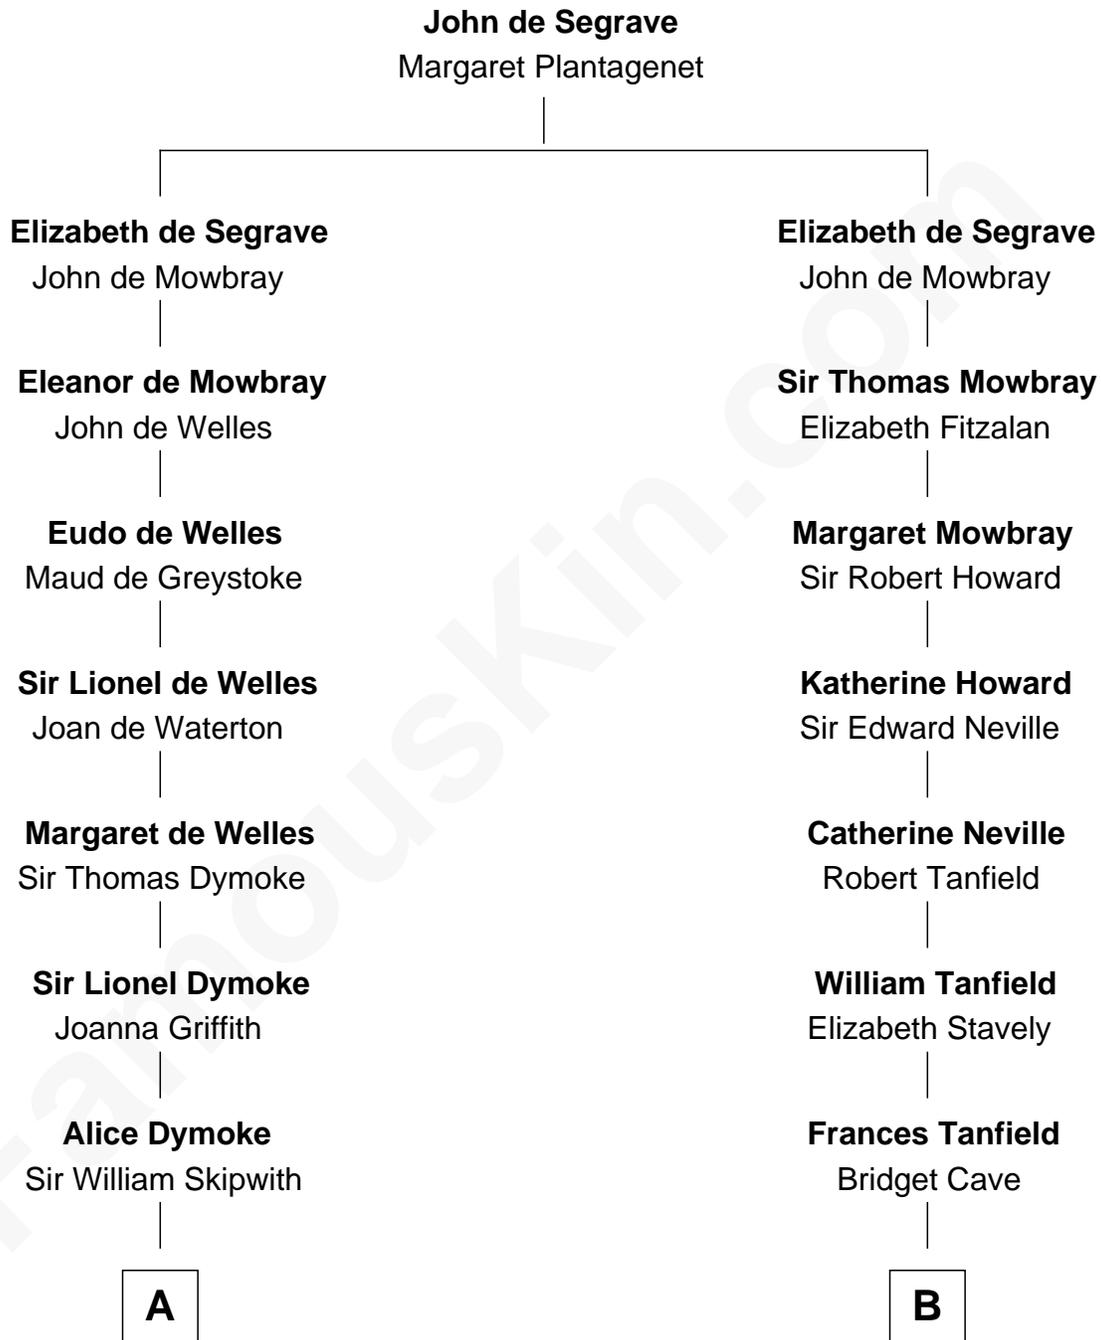 John de Segrave
Margaret Plantagenet
Elizabeth de Segrave
John de Mowbray
Eleanor de Mowbray
John de Welles
Eudo de Welles
Maud de Greystoke
Sir Lionel de Welles
Joan de Waterton
Margaret de Welles
Sir Thomas Dymoke
Sir Lionel Dymoke
Joanna Griffith
Alice Dymoke
Sir William Skipwith
A
Elizabeth de Segrave
John de Mowbray
Sir Thomas Mowbray
Elizabeth Fitzalan
Margaret Mowbray
Sir Robert Howard
Katherine Howard
Sir Edward Neville
Catherine Neville
Robert Tanfield
William Tanfield
Elizabeth Stavely
Frances Tanfield
Bridget Cave
B
FamousKin.com